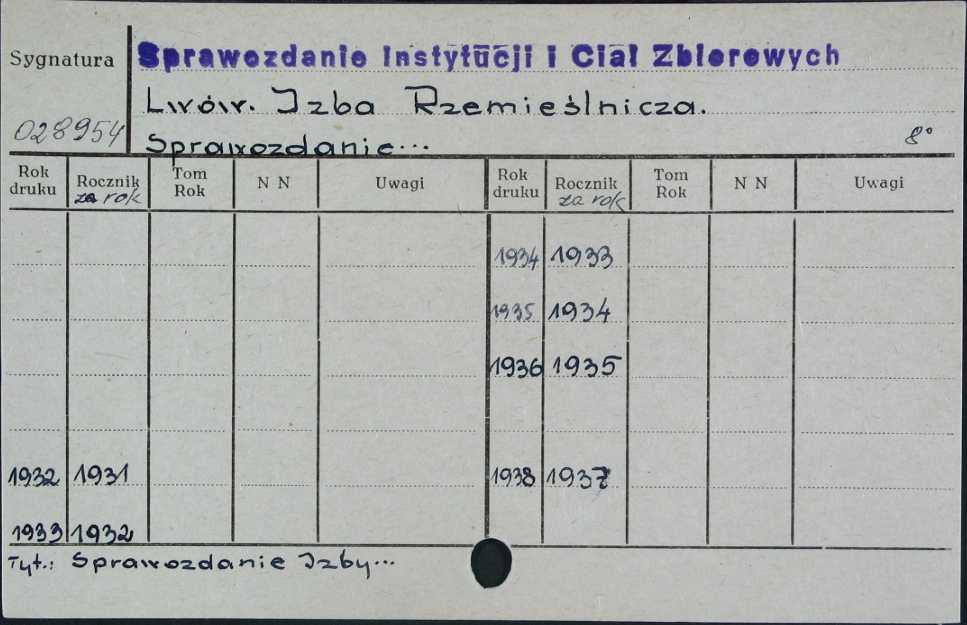 Sygnatura
Sprawozdanie Instytucji i Ciał Zbiorowych
Lwów. Izba Rzemieślnicza.
028954
Sprawozdanie...
8°
Rok druku Rocznik za rok Tom Rok N N Uwagi Rok druku Rocznik za rok Tom Rok N N Uwagi
1934 1933
1935 1934
1936 1935
1932 1931 1938 1937
1933 1932
Tyt.: Sprawozdanie Izby...